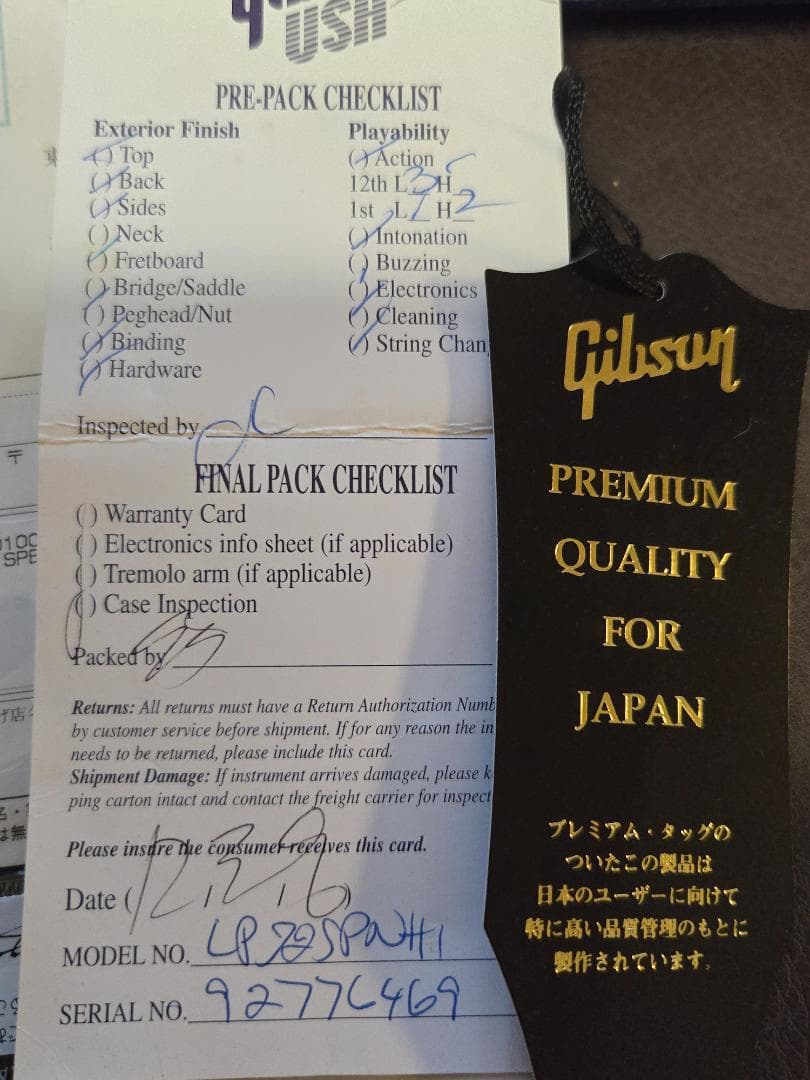 Gibson
USA
PRE-PACK CHECKLIST
Exterior Finish
( ) Top
( ) Back
( ) Sides
( ) Neck
( ) Fretboard
( ) Bridge/Saddle
( ) Peghead/Nut
( ) Binding
( ) Hardware
Playability
( ) Action
12th L 3 H
1st L 1 H 2
( ) Intonation
( ) Buzzing
( ) Electronics
( ) Cleaning
( ) String Chan
Inspected by
FINAL PACK CHECKLIST
( ) Warranty Card
( ) Electronics info sheet (if applicable)
( ) Tremolo arm (if applicable)
( ) Case Inspection
Packed by
Returns: All returns must have a Return Authorization Numb
by customer service before shipment. If for any reason the in
needs to be returned, please include this card.
Shipment Damage: If instrument arrives damaged, please k
ping carton intact and contact the freight carrier for inspect
Please insure the consumer receives this card.
Date ( )
MODEL NO.
SERIAL NO. 92776469
Gibson
PREMIUM
QUALITY
FOR
JAPAN
プレミアム・タッグの
ついたこの製品は
日本のユーザーに向けて
特に高い品質管理のもとに
製作されています。
〒